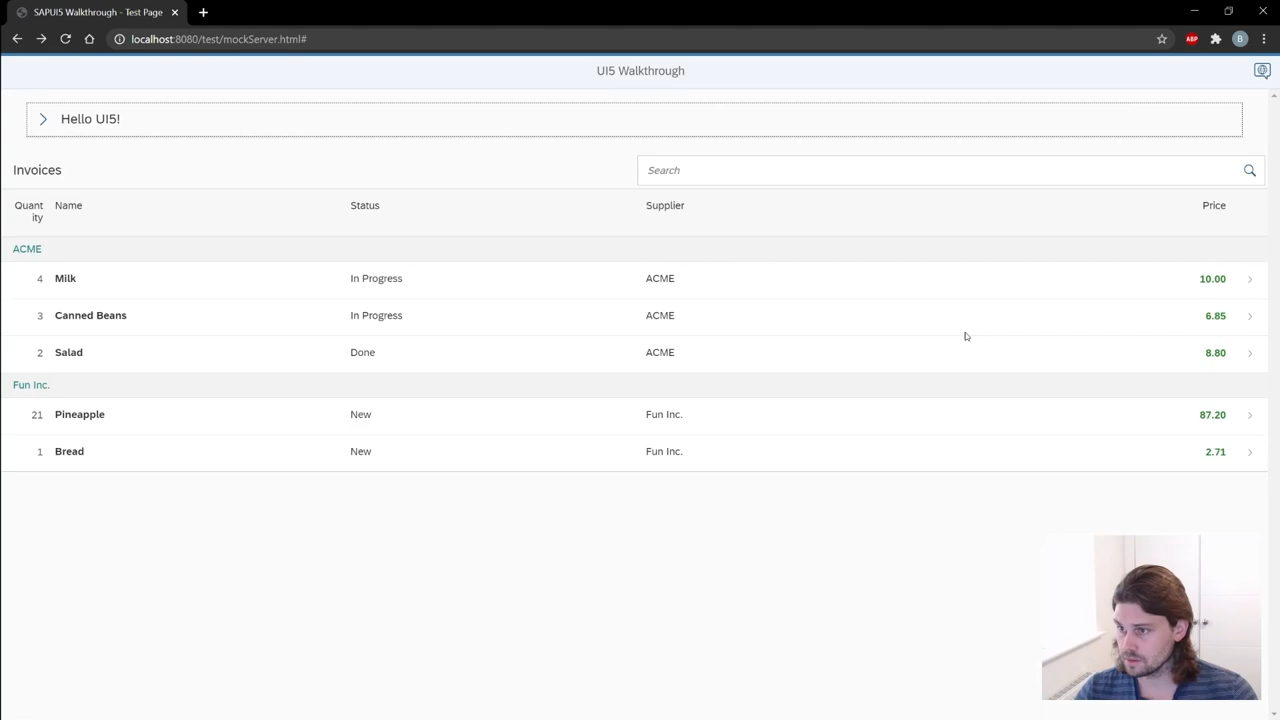 SAPUI5 Walkthrough - Test Page
localhost:8080/test/mockServer.html#
ABP
B
UI5 Walkthrough
Hello UI5!
Invoices
Search
Quant
ity
Name Status Supplier Price
ACME
4 Milk In Progress ACME 10.00
3 Canned Beans In Progress ACME 6.85
2 Salad Done ACME 8.80
Fun Inc.
21 Pineapple New Fun Inc. 87.20
1 Bread New Fun Inc. 2.71